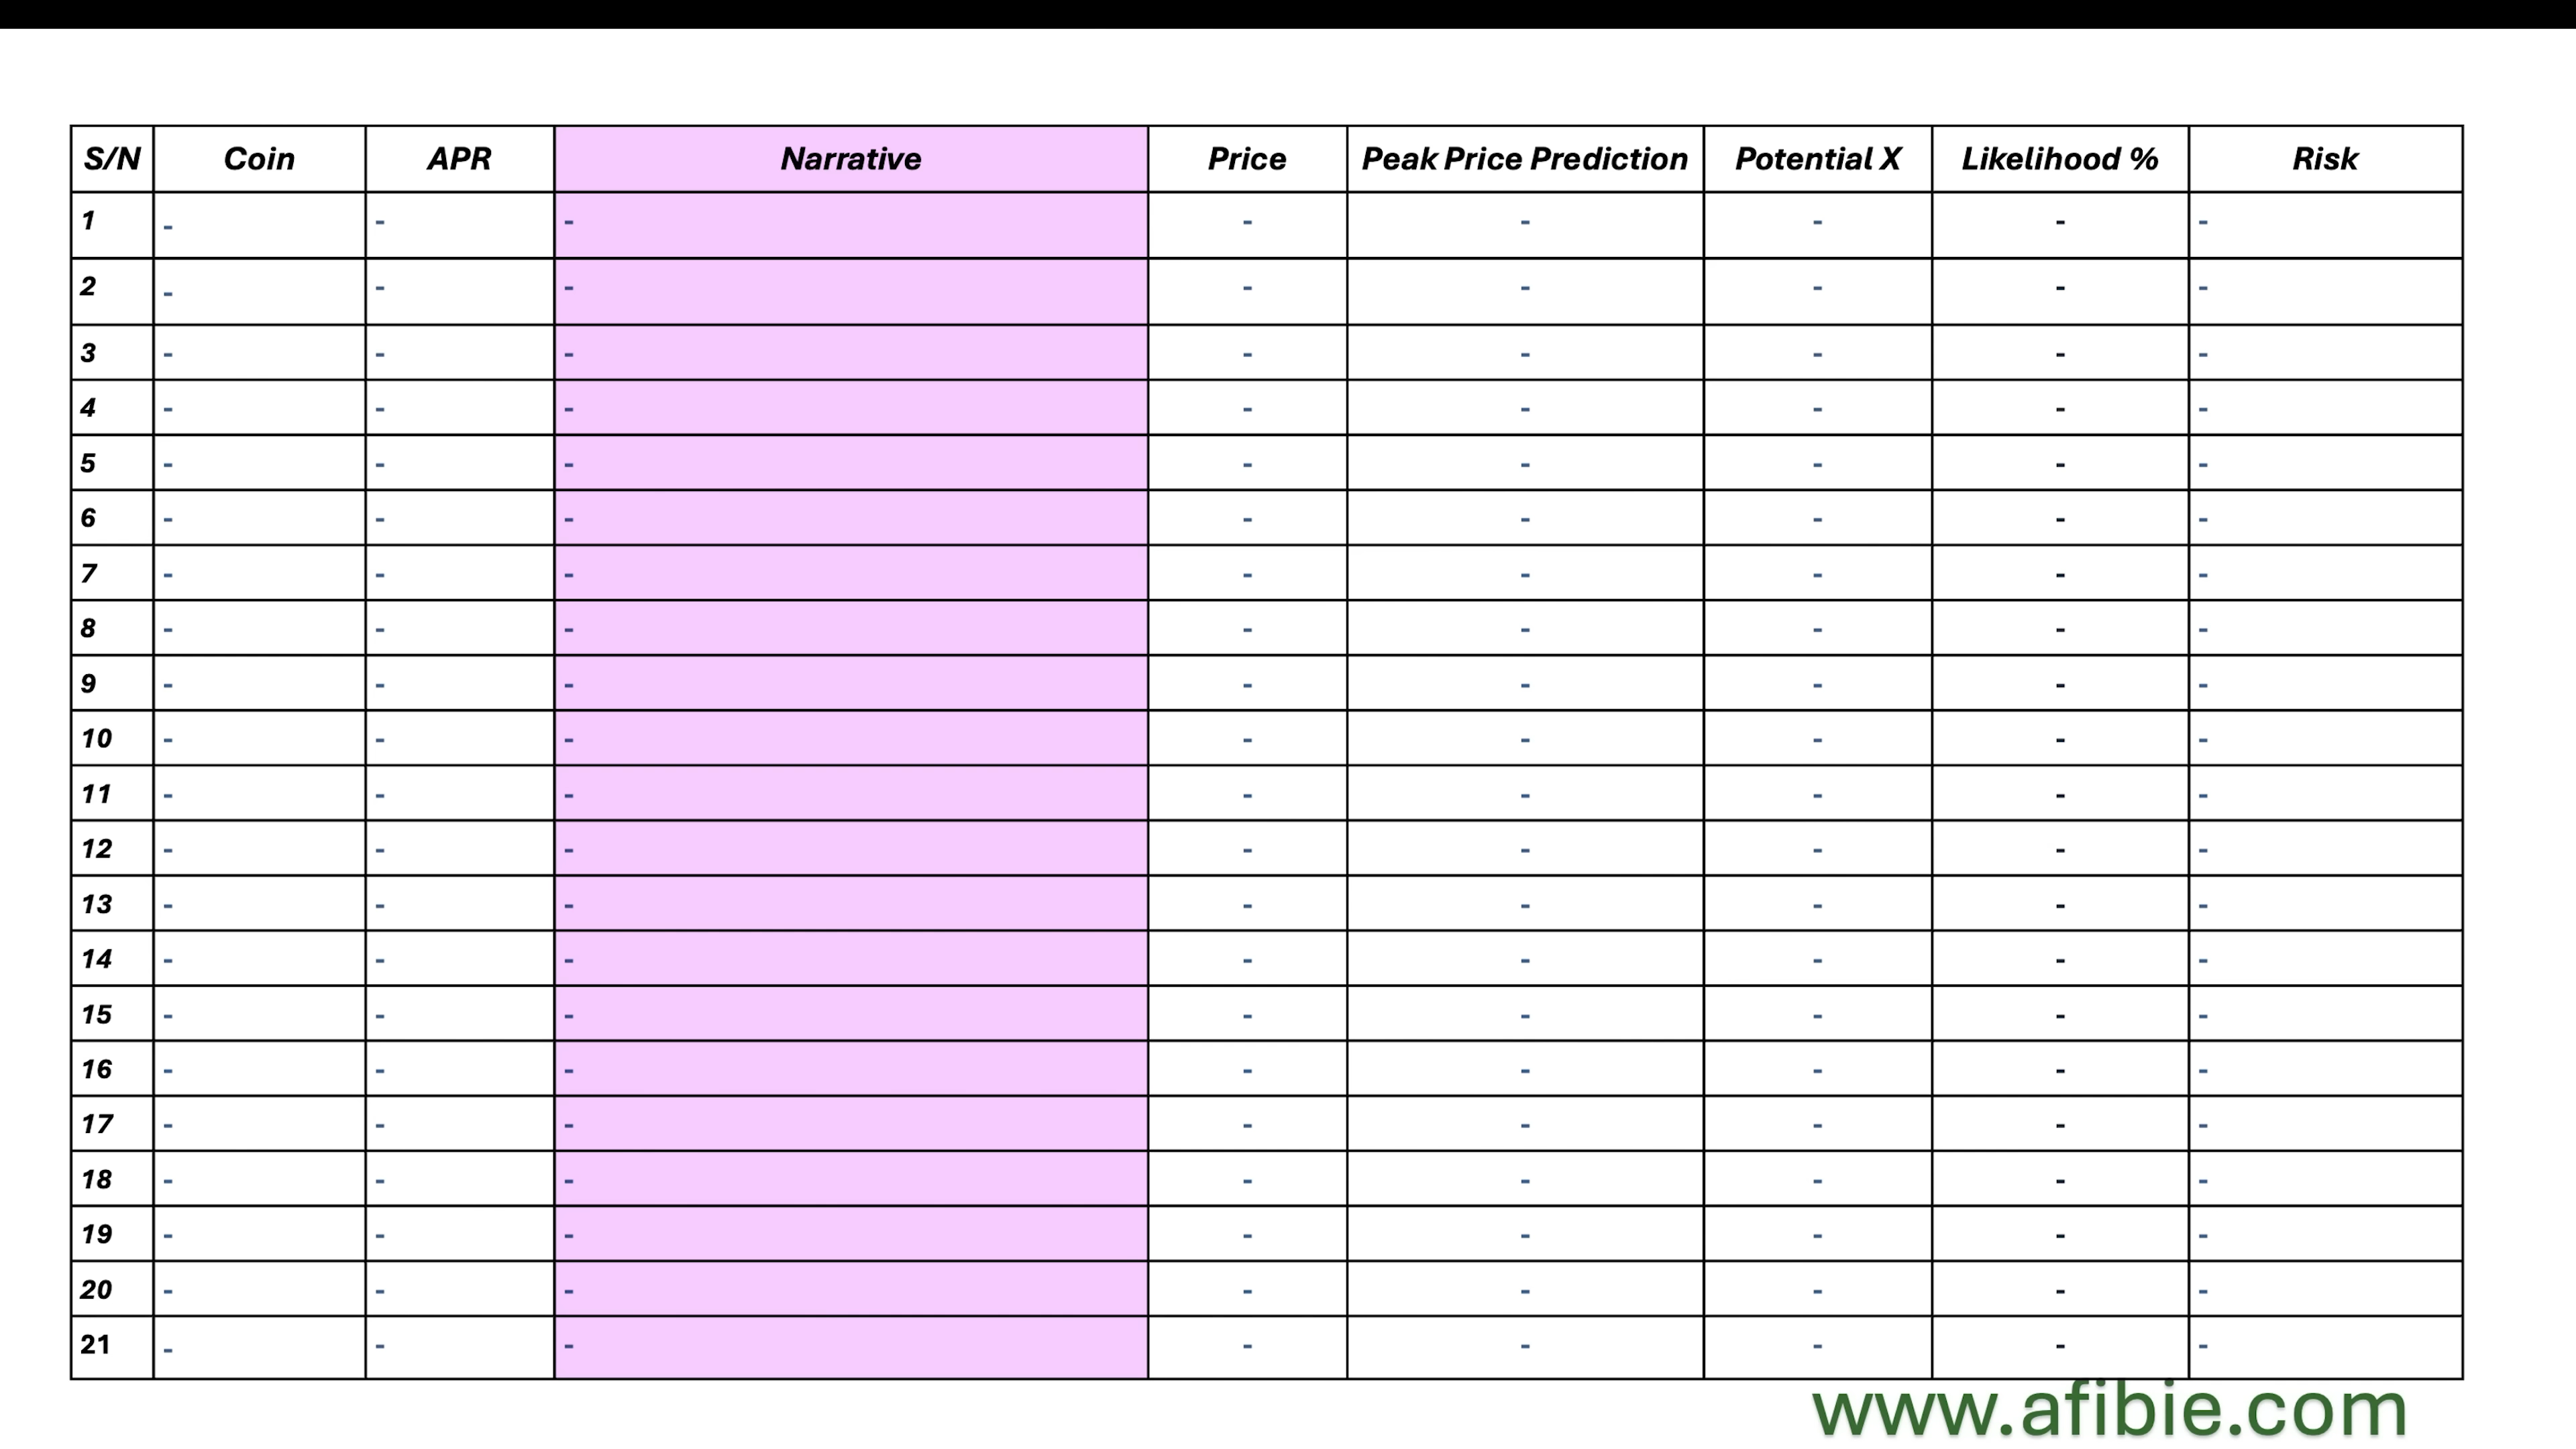 S/N Coin APR Narrative Price Peak Price Prediction Potential X Likelihood % Risk
1 - - - - - - - -
2 - - - - - - - -
3 - - - - - - - -
4 - - - - - - - -
5 - - - - - - - -
6 - - - - - - - -
7 - - - - - - - -
8 - - - - - - - -
9 - - - - - - - -
10 - - - - - - - -
11 - - - - - - - -
12 - - - - - - - -
13 - - - - - - - -
14 - - - - - - - -
15 - - - - - - - -
16 - - - - - - - -
17 - - - - - - - -
18 - - - - - - - -
19 - - - - - - - -
20 - - - - - - - -
21 - - - - - - - -
www.afibie.com